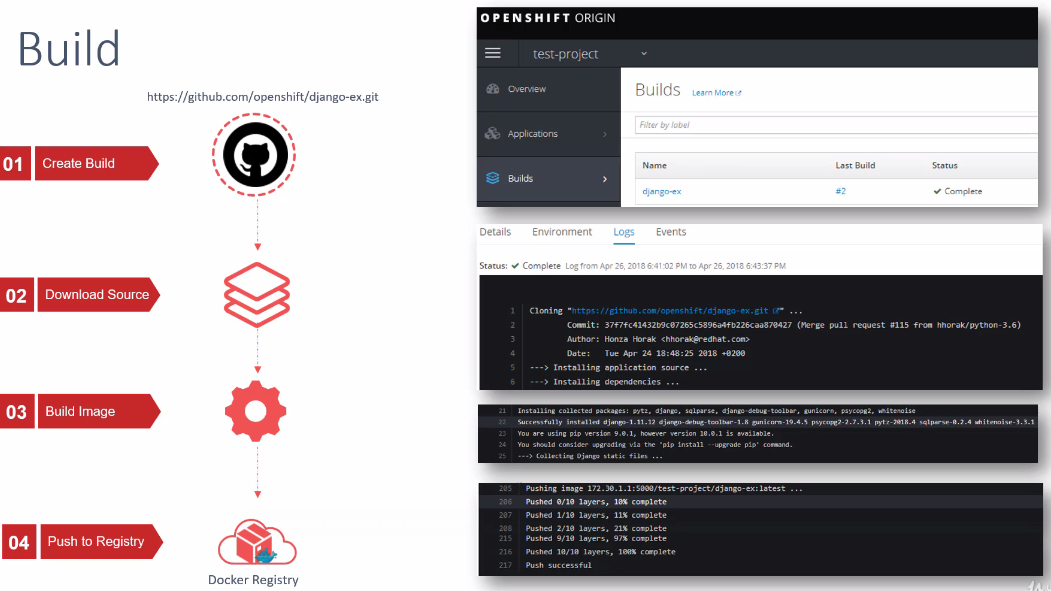 Build
https://github.com/openshift/django-ex.git
01 Create Build
02 Download Source
03 Build Image
04 Push to Registry
Docker Registry
OPENSHIFT ORIGIN
test-project
Overview
Applications
Builds
Builds Learn More
Filter by label
Name Last Build Status
django-ex #2 Complete
Details Environment Logs Events
Status: Complete Log from Apr 26, 2018 6:41:02 PM to Apr 26, 2018 6:43:37 PM
1 Cloning "https://github.com/openshift/django-ex.git" ...
2 Commit: 37f7fc41432b9c07265c5896a4fb226caa870427 (Merge pull request #115 from hhorak/python-3.6)
3 Author: Honza Horak <hhorak@redhat.com>
4 Date: Tue Apr 24 18:48:25 2018 +0200
5 ---> Installing application source ...
6 ---> Installing dependencies ...
21 Installing collected packages: pytz, django, sqlparse, django-debug-toolbar, gunicorn, psycopg2, whitenoise
22 Successfully installed django-1.11.12 django-debug-toolbar-1.8 gunicorn-19.4.5 psycopg2-2.7.3.1 pytz-2018.4 sqlparse-0.2.4 whitenoise-3.3.1
23 You are using pip version 9.0.1, however version 10.0.1 is available.
24 You should consider upgrading via the 'pip install --upgrade pip' command.
25 ---> Collecting Django static files ...
205 Pushing image 172.30.1.1:5000/test-project/django-ex:latest ...
206 Pushed 0/10 layers, 10% complete
207 Pushed 1/10 layers, 11% complete
208 Pushed 2/10 layers, 21% complete
215 Pushed 9/10 layers, 97% complete
216 Pushed 10/10 layers, 100% complete
217 Push successful